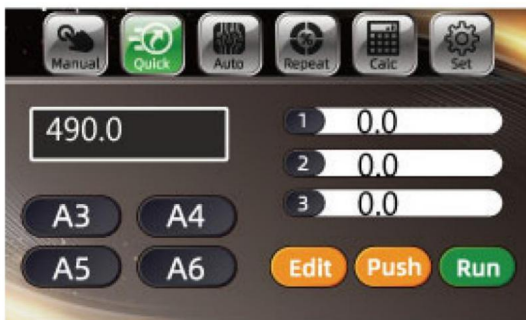 Manual Quick Auto Repeat Calc Set
490.0
1 0.0
2 0.0
3 0.0
A3 A4
A5 A6
Edit Push Run